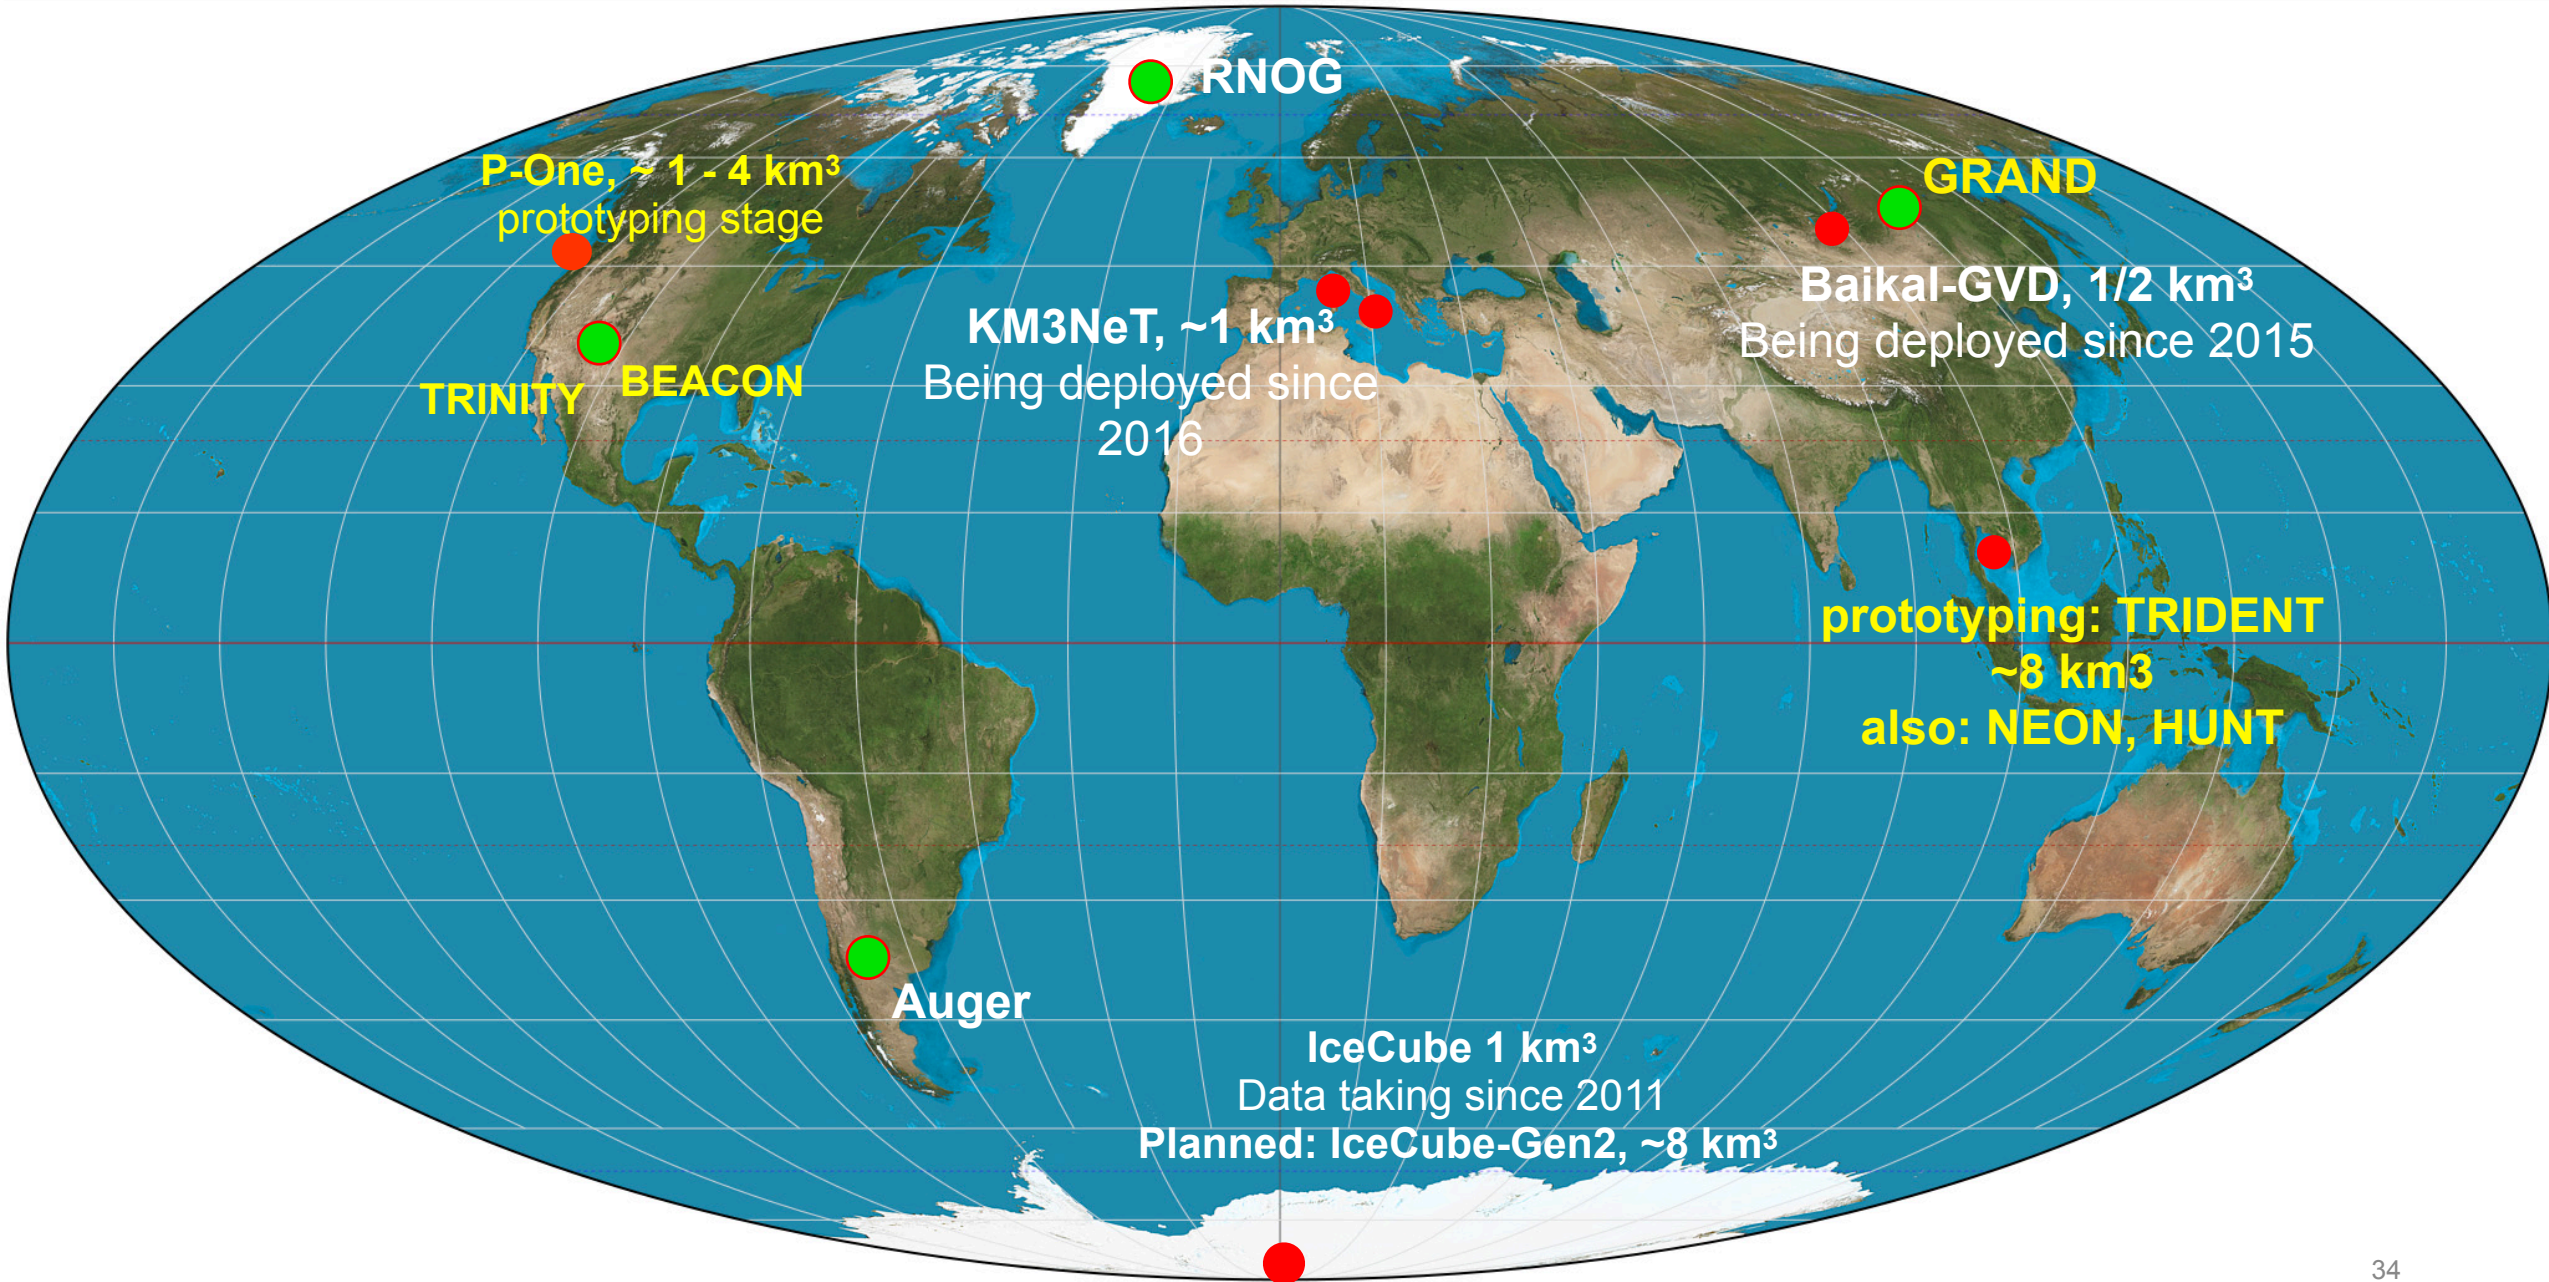 RNOG
P-One, ~ 1 - 4 km³
prototyping stage
GRAND
Baikal-GVD, 1/2 km³
Being deployed since 2015
KM3NeT, ~1 km³
Being deployed since
2016
TRINITY
BEACON
prototyping: TRIDENT
~8 km3
also: NEON, HUNT
Auger
IceCube 1 km³
Data taking since 2011
Planned: IceCube-Gen2, ~8 km³
34